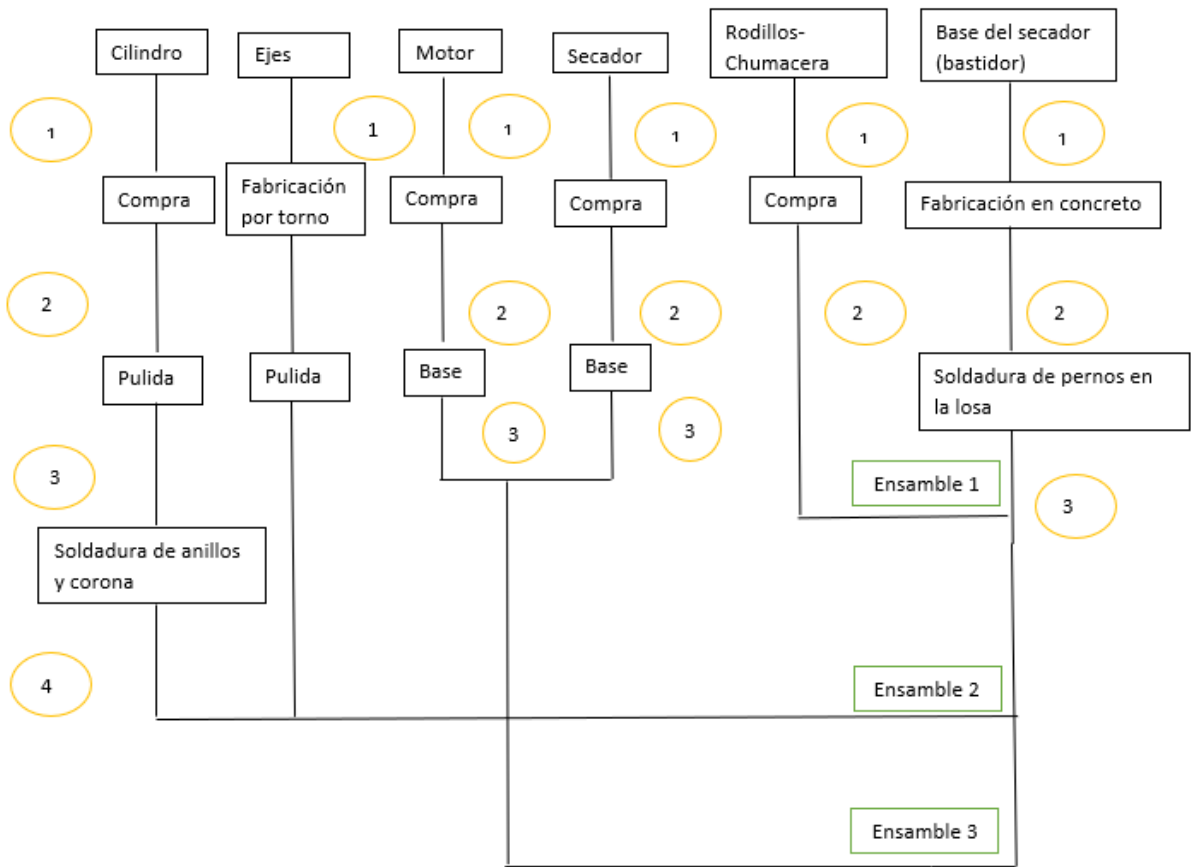 Cilindro
Ejes
Motor
Secador
Rodillos-
Chumacera
Base del secador
(bastidor)
1
1
1
1
1
1
Compra
Fabricación
por torno
Compra
Compra
Compra
Fabricación en concreto
2
2
2
2
2
Pulida
Pulida
Base
Base
Soldadura de pernos en
la losa
3
3
3
Ensamble 1
3
Soldadura de anillos
y corona
4
Ensamble 2
Ensamble 3